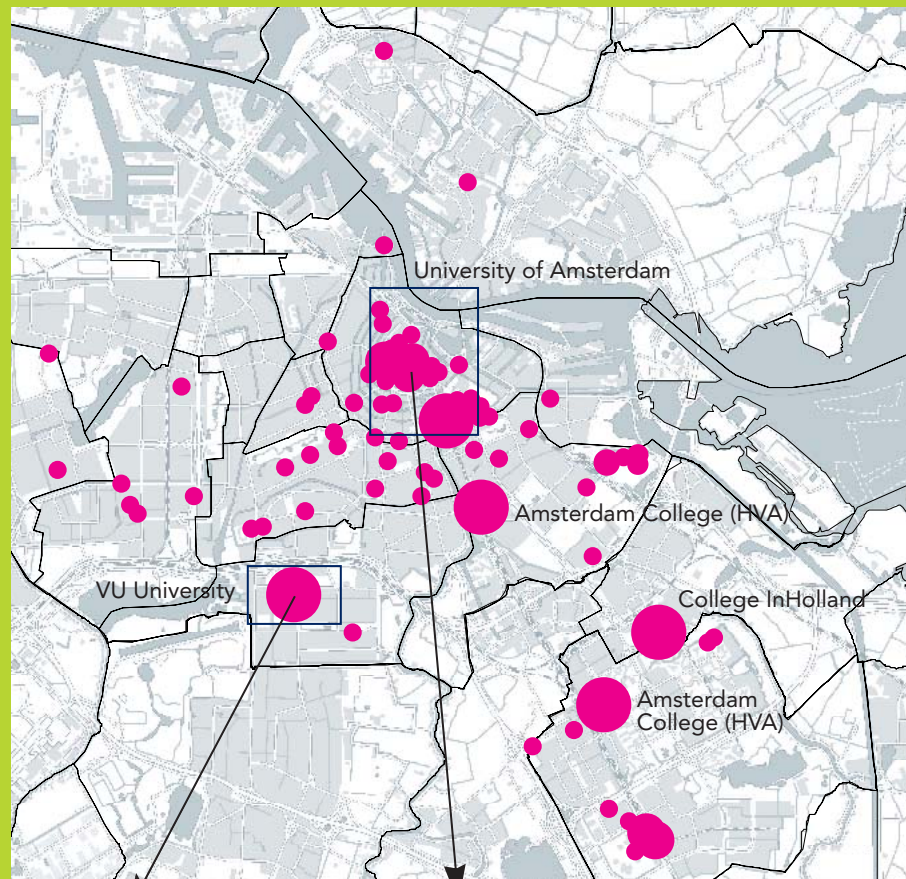 University of Amsterdam
Amsterdam College (HVA)
VU University
College InHolland
Amsterdam
College (HVA)